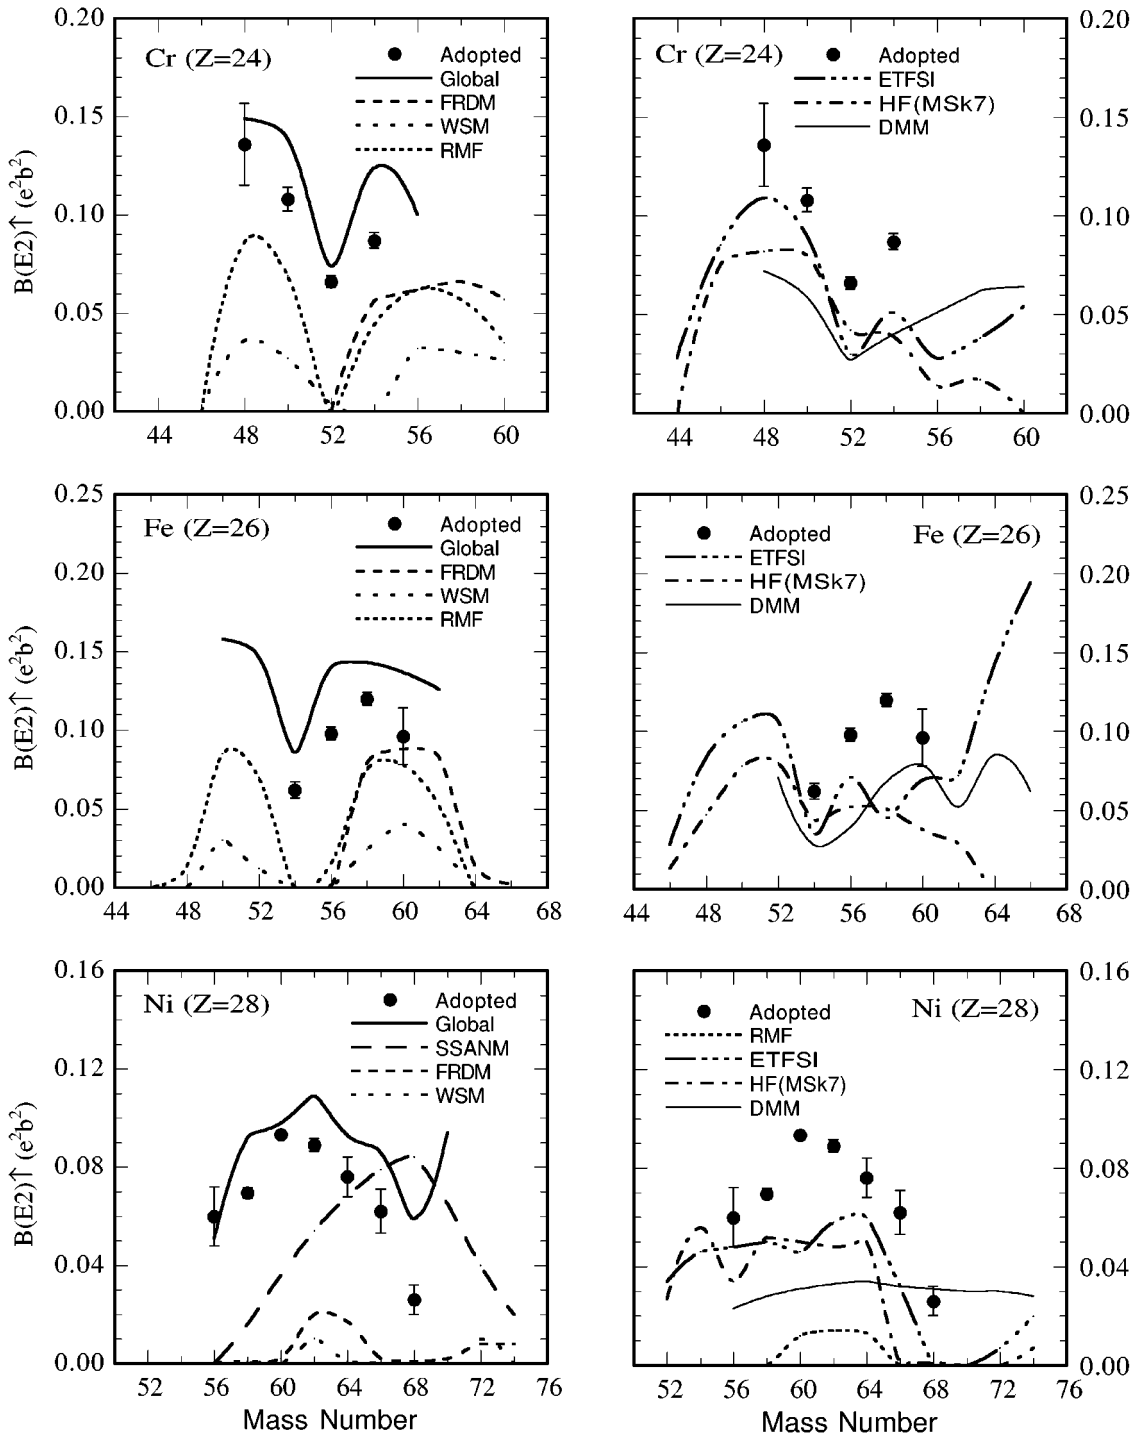 0.20
0.15
0.10
0.05
0.00
B(E2)↑ (e²b²)
Cr (Z=24)
Adopted
Global
FRDM
WSM
RMF
44 48 52 56 60
Cr (Z=24)
Adopted
ETFSI
HF(MSk7)
DMM
0.20
0.15
0.10
0.05
0.00
44 48 52 56 60
0.25
0.20
0.15
0.10
0.05
0.00
B(E2)↑ (e²b²)
Fe (Z=26)
Adopted
Global
FRDM
WSM
RMF
44 48 52 56 60 64 68
Fe (Z=26)
Adopted
ETFSI
HF(MSk7)
DMM
0.25
0.20
0.15
0.10
0.05
0.00
44 48 52 56 60 64 68
0.16
0.12
0.08
0.04
0.00
B(E2)↑ (e²b²)
Ni (Z=28)
Adopted
Global
SSANM
FRDM
WSM
52 56 60 64 68 72 76
Mass Number
Ni (Z=28)
Adopted
RMF
ETFSI
HF(MSk7)
DMM
0.16
0.12
0.08
0.04
0.00
52 56 60 64 68 72 76
Mass Number